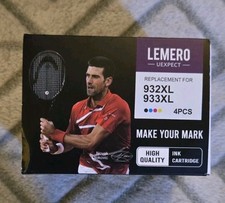 LEMERO
UEXPECT
REPLACEMENT FOR
932XL
933XL
4PCS
MAKE YOUR MARK
HIGH
QUALITY
INK
CARTRIDGE